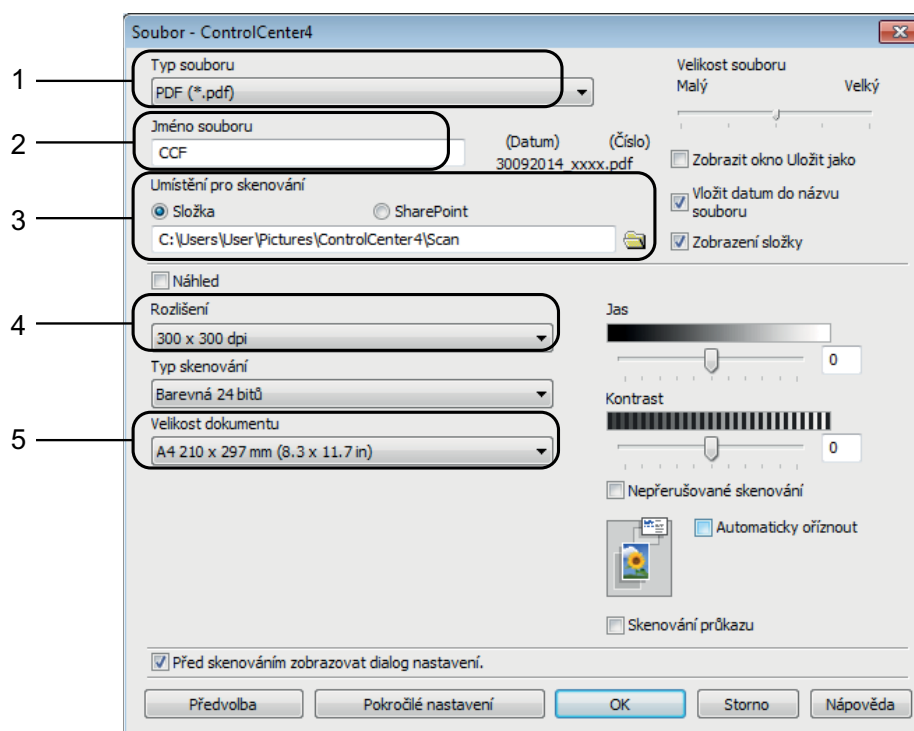 Soubor - ControlCenter4
1
Typ souboru
PDF (*.pdf)
Velikost souboru
Malý
Velký
2
Jméno souboru
CCF
(Datum)
(Číslo)
30092014_xxxx.pdf
Zobrazit okno Uložit jako
Vložit datum do názvu
souboru
Zobrazení složky
3
Umístění pro skenování
Složka
SharePoint
C:\Users\User\Pictures\ControlCenter4\Scan
Náhled
4
Rozlišení
300 x 300 dpi
Typ skenování
Barevná 24 bitů
5
Velikost dokumentu
A4 210 x 297 mm (8.3 x 11.7 in)
Jas
0
Kontrast
0
Nepřerušované skenování
Automaticky oříznout
Skenování průkazu
Před skenováním zobrazovat dialog nastavení.
Předvolba
Pokročilé nastavení
OK
Storno
Nápověda